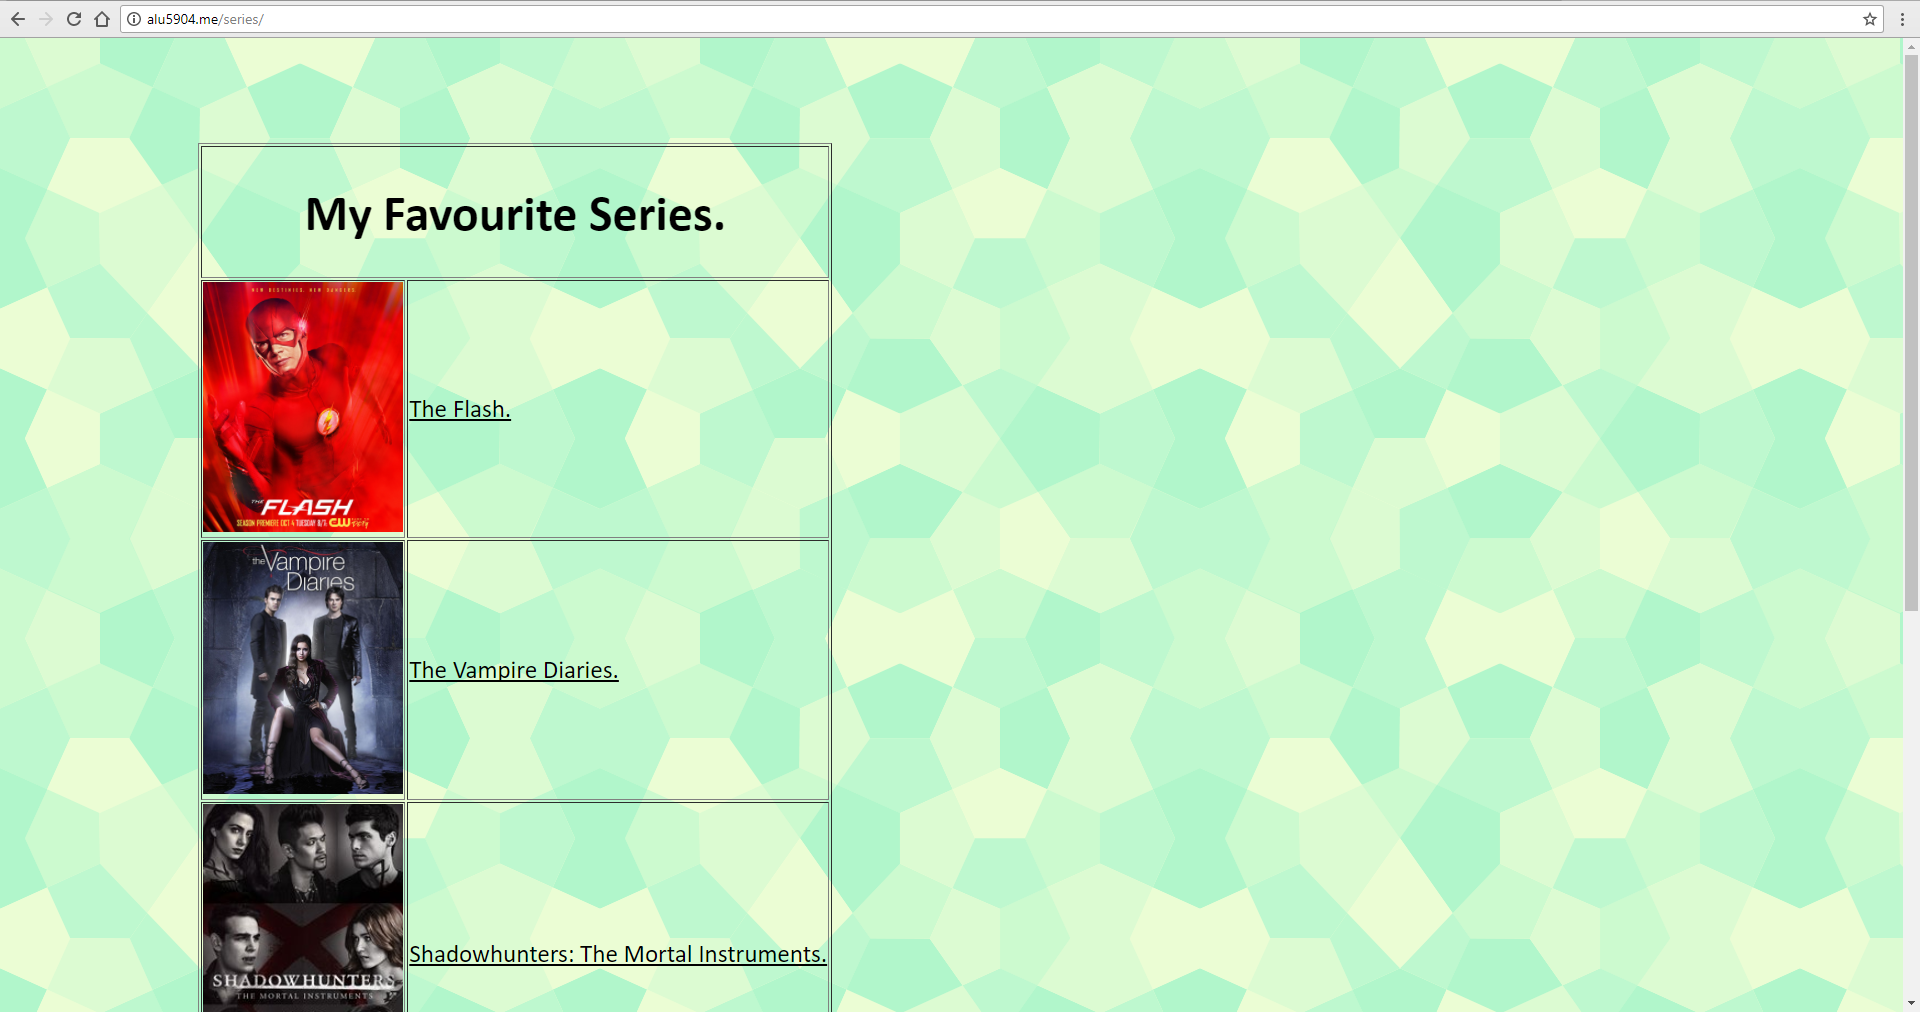 alu5904.me/series/
My Favourite Series.
NEW DESTINIES. NEW DANGERS.
THE
FLASH
SEASON PREMIERE OCT 4 TUESDAY 8/7c CW
The Flash.
the Vampire
Diaries
The Vampire Diaries.
SHADOWHUNTERS
THE MORTAL INSTRUMENTS
Shadowhunters: The Mortal Instruments.